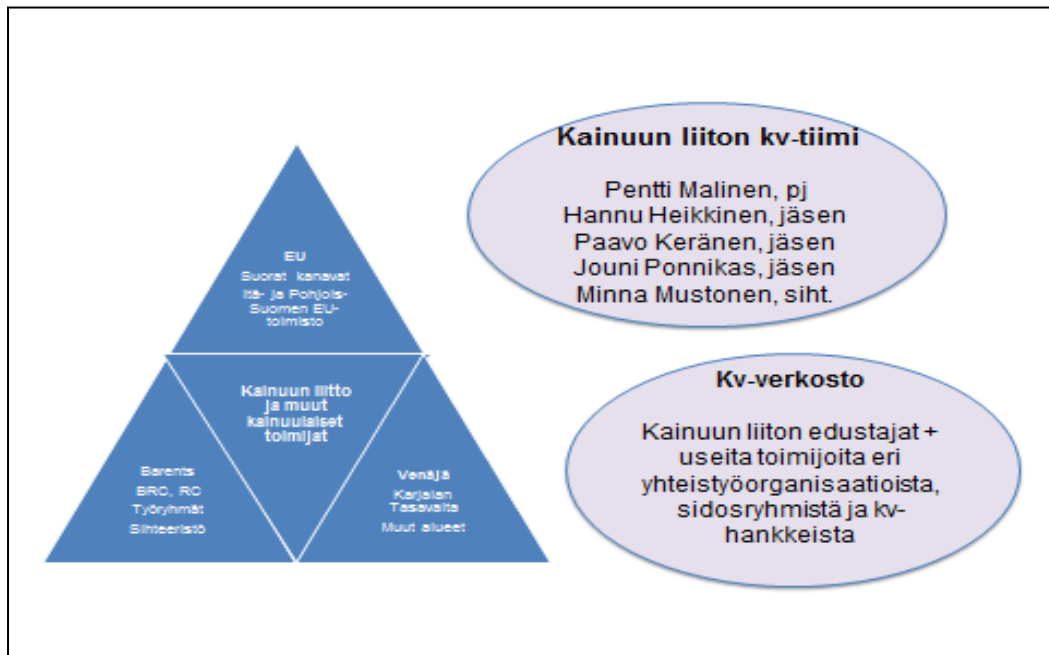 EU
Suorat kanavat
Itä- ja Pohjois-
Suomen EU-
toimisto
Kainuun liitto
ja muut
kainuulaiset
toimijat
Barents
BRC, RC
Työryhmät
Sihteeristö
Venäjä
Karjalan
Tasavalta
Muut alueet
Kainuun liiton kv-tiimi
Pentti Malinen, pj
Hannu Heikkinen, jäsen
Paavo Keränen, jäsen
Jouni Ponnikas, jäsen
Minna Mustonen, siht.
Kv-verkosto
Kainuun liiton edustajat +
useita toimijoita eri
yhteistyöorganisaatioista,
sidosryhmistä ja kv-
hankkeista